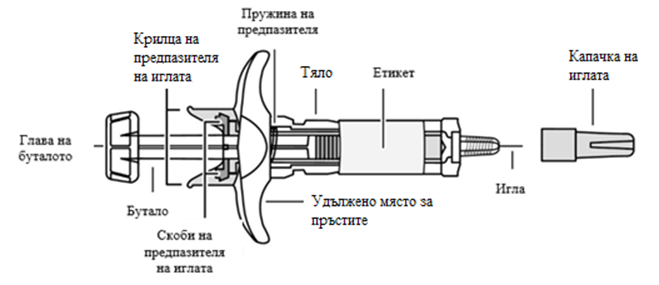 Пружина на
предпазителя
Крилца на
предпазителя
на иглата
Тяло
Етикет
Капачка на
иглата
Глава на
буталото
Бутало
Скоби на
предпазителя
на иглата
Удължено място за
пръстите
Игла